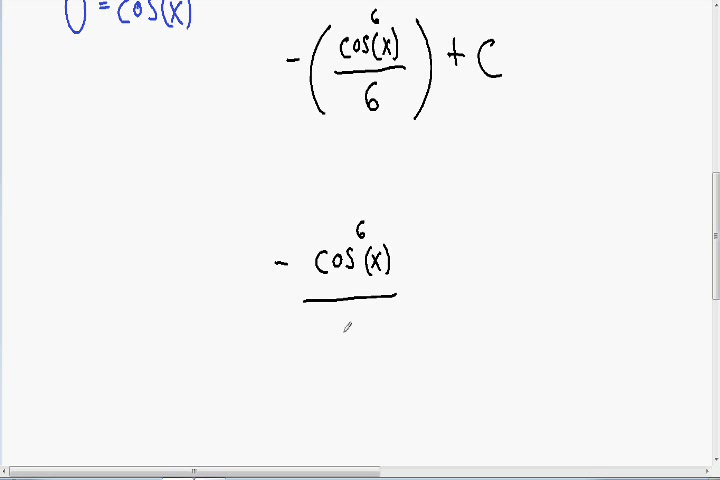 U = cos(x)
- (cos⁶(x) / 6) + C
- cos⁶(x)